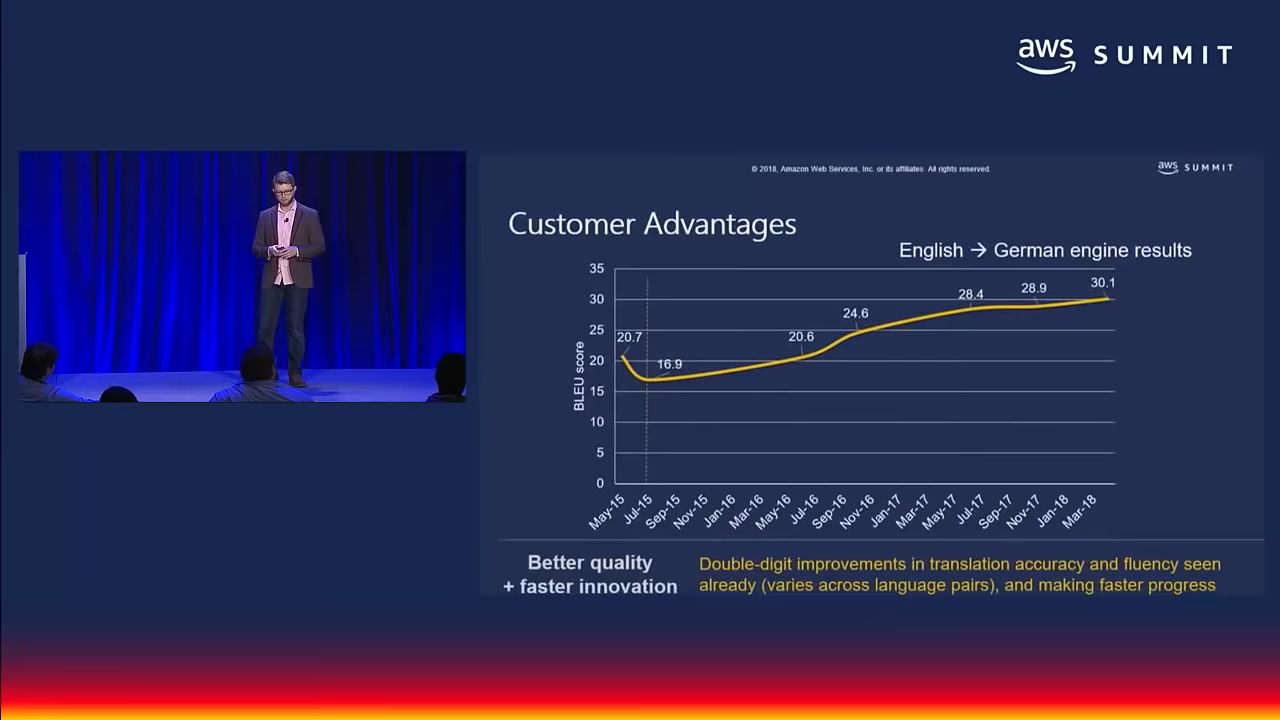 aws SUMMIT
© 2018, Amazon Web Services, Inc. or its affiliates. All rights reserved.
aws SUMMIT
Customer Advantages
English → German engine results
BLEU score
35
30
25
20
15
10
5
0
20.7
16.9
20.6
24.6
28.4
28.9
30.1
May-15
Jul-15
Sep-15
Nov-15
Jan-16
Mar-16
May-16
Jul-16
Sep-16
Nov-16
Jan-17
Mar-17
May-17
Jul-17
Sep-17
Nov-17
Jan-18
Mar-18
Better quality
+ faster innovation
Double-digit improvements in translation accuracy and fluency seen
already (varies across language pairs), and making faster progress